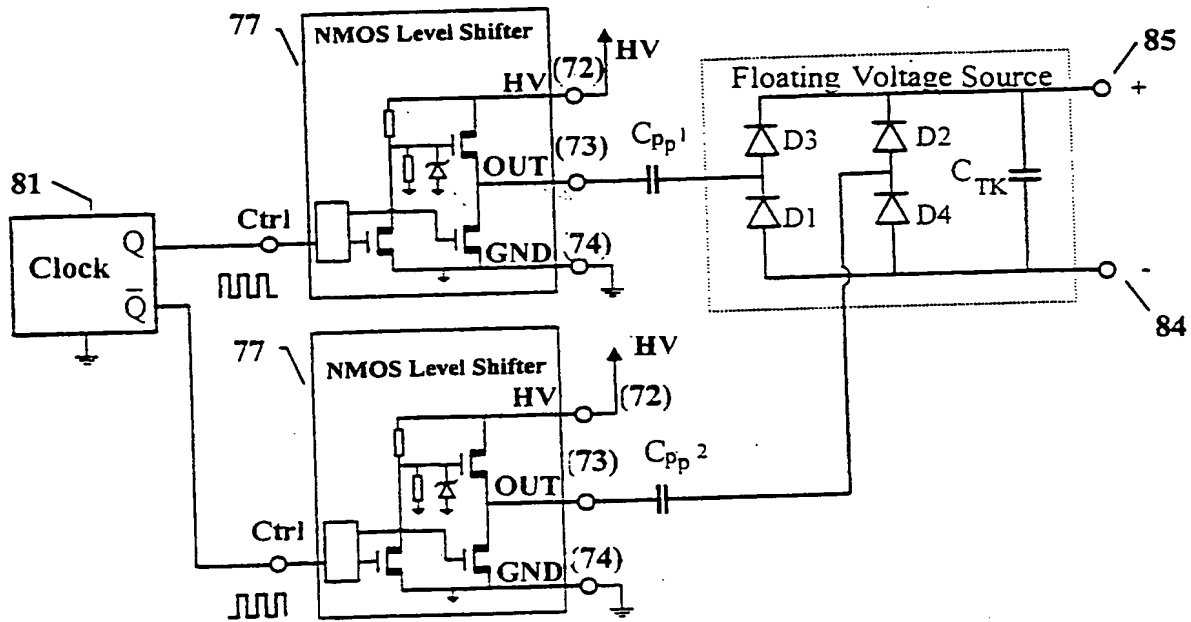 77
NMOS Level Shifter
HV
HV
(72)
85
Floating Voltage Source
+
OUT
(73)
Cpp1
D3
D2
CTK
D1
D4
81
Ctrl
GND
(74)
Clock
Q
Q̅
-
84
77
NMOS Level Shifter
HV
HV
(72)
OUT
(73)
Cpp2
Ctrl
GND
(74)